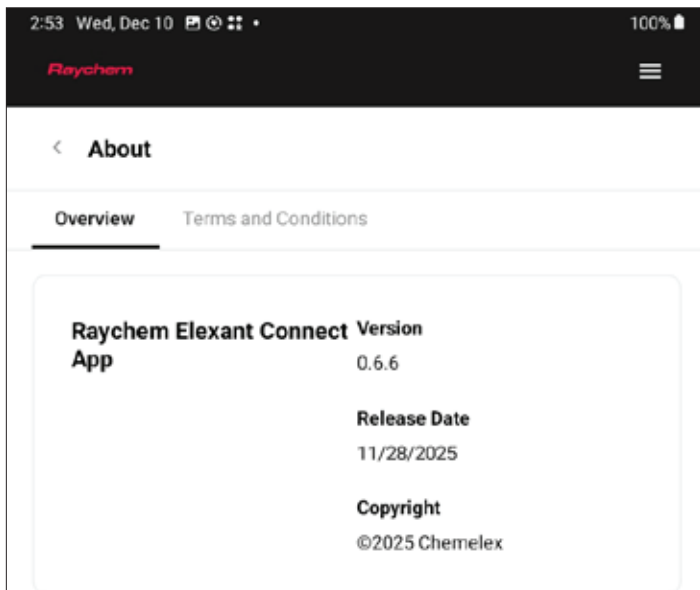 2:53 Wed, Dec 10
100%
Raychem
About
Overview Terms and Conditions
Raychem Elexant Connect App
Version
0.6.6
Release Date
11/28/2025
Copyright
©2025 Chemelex